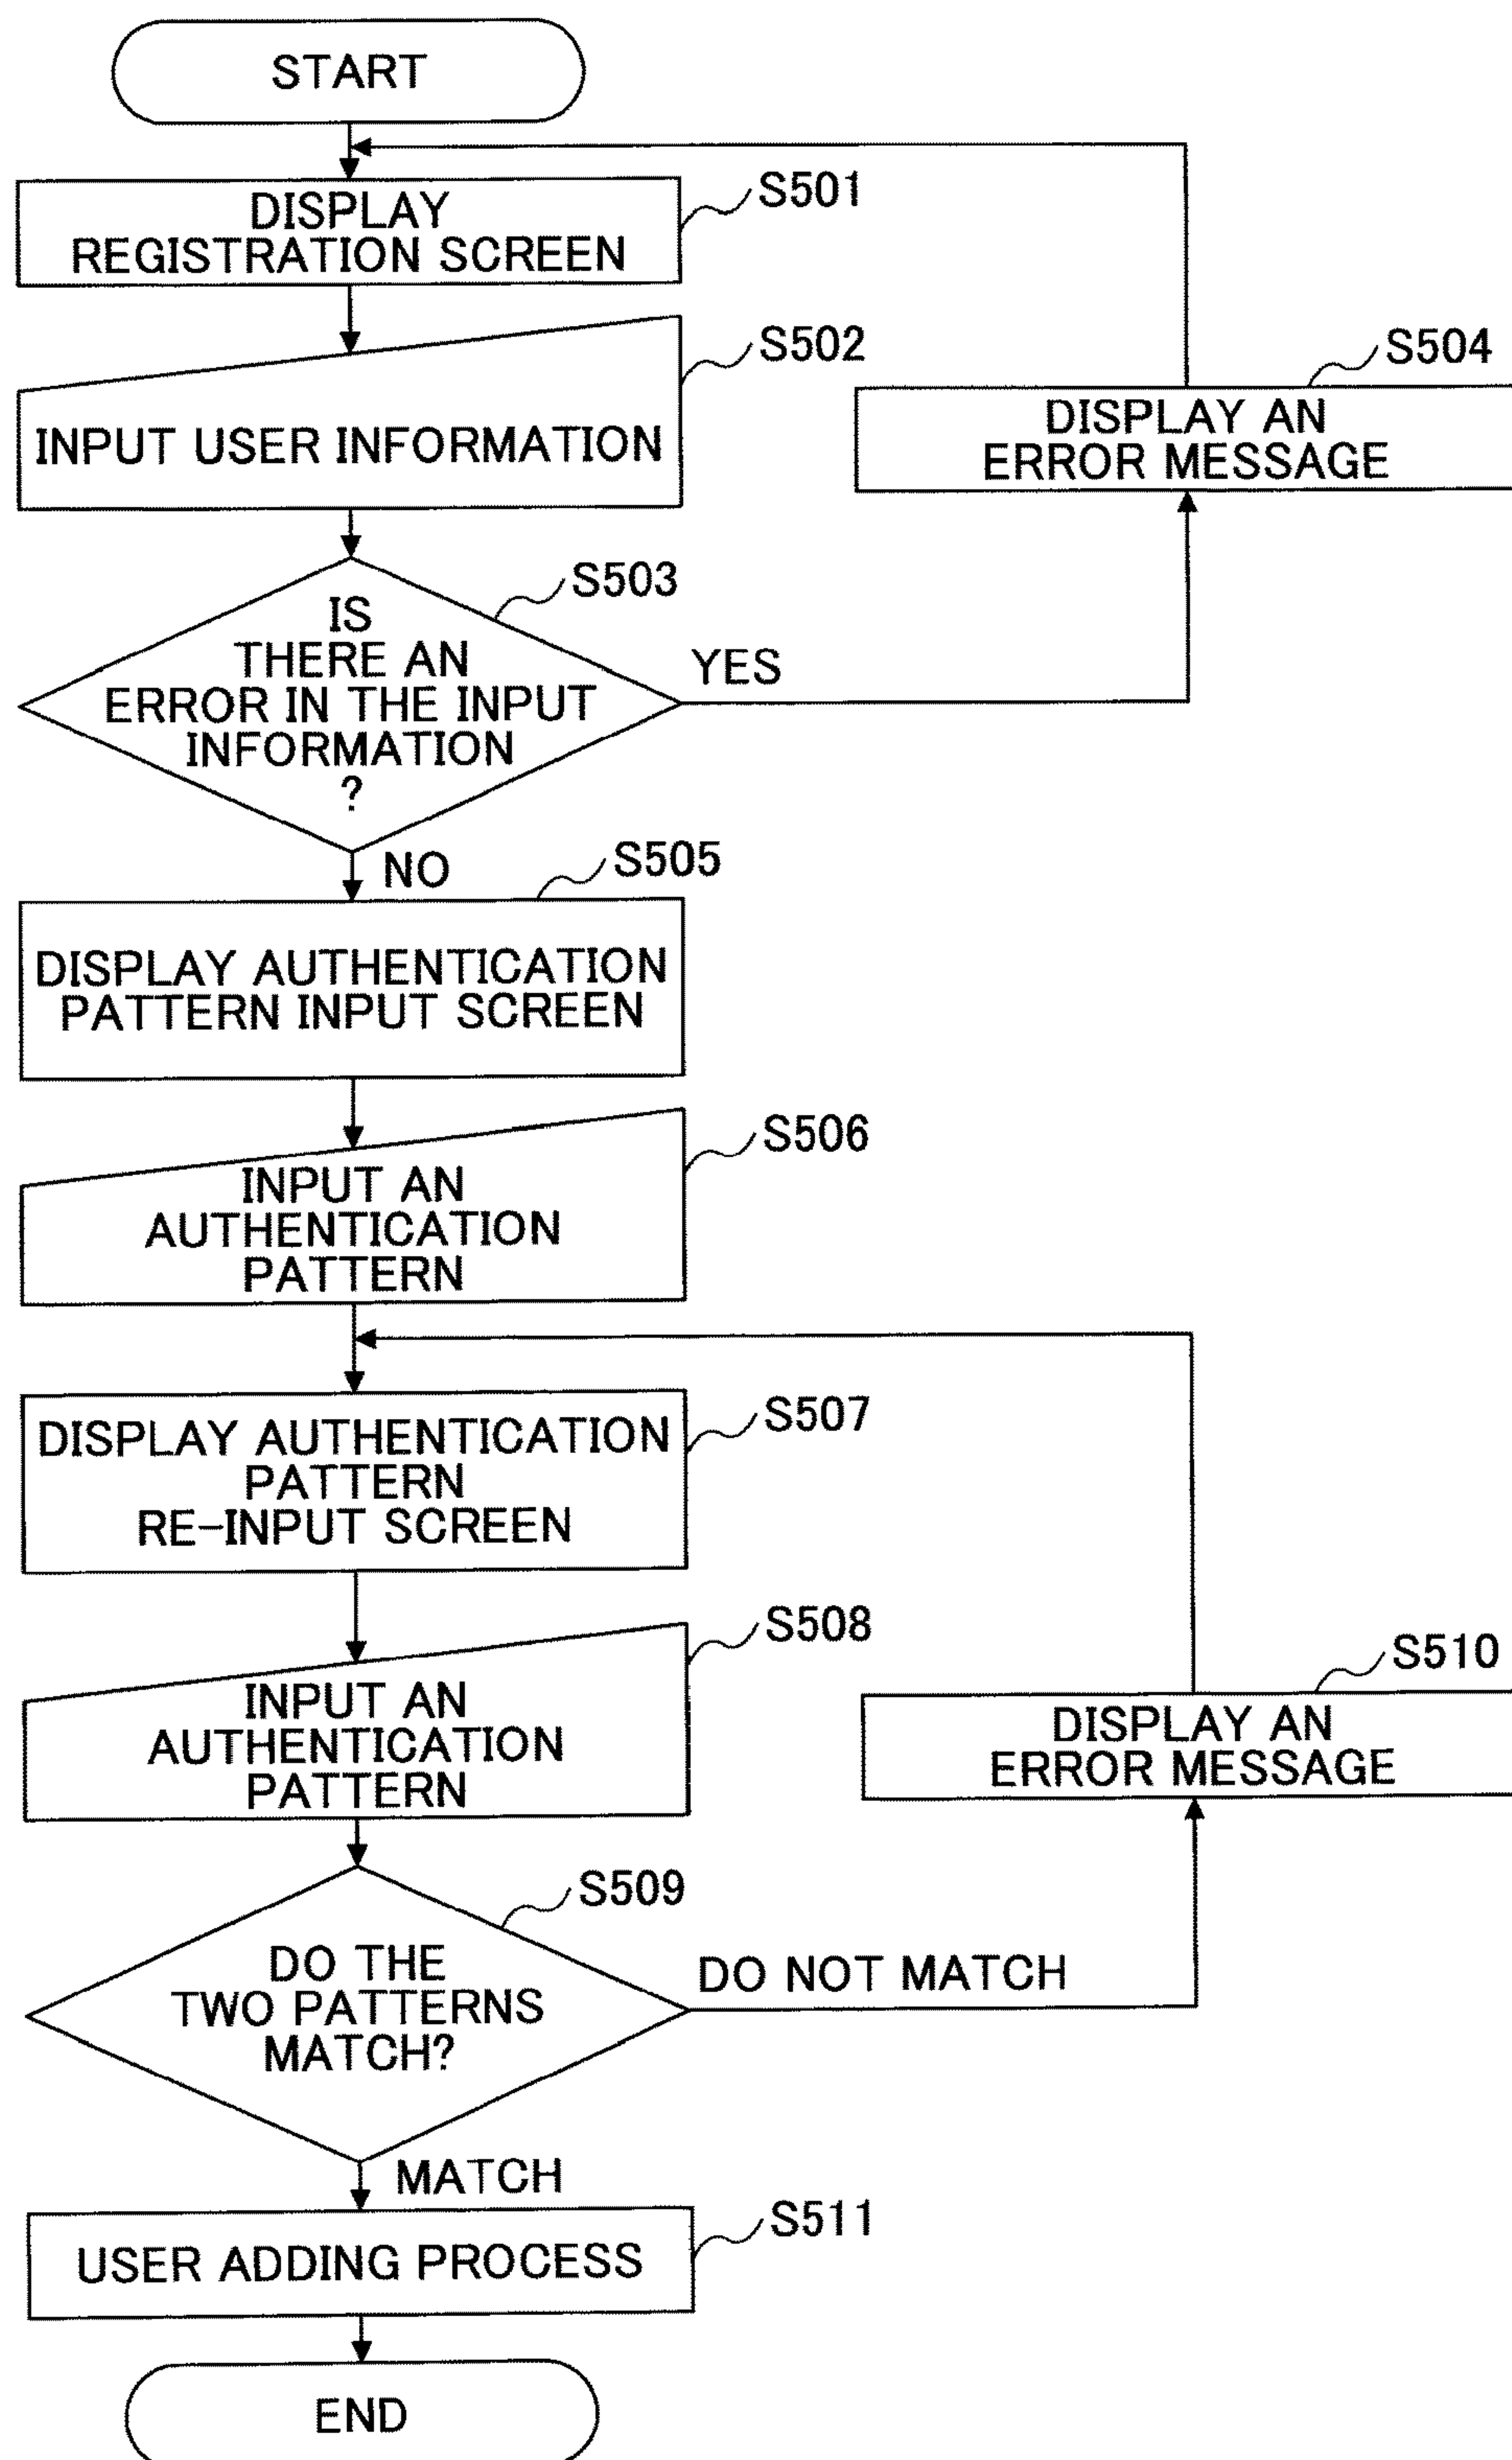 START
S501
DISPLAY
REGISTRATION SCREEN
S502
INPUT USER INFORMATION
S504
DISPLAY AN
ERROR MESSAGE
S503
IS
THERE AN
ERROR IN THE INPUT
INFORMATION
?
YES
NO
S505
DISPLAY AUTHENTICATION
PATTERN INPUT SCREEN
S506
INPUT AN
AUTHENTICATION
PATTERN
S507
DISPLAY AUTHENTICATION
PATTERN
RE-INPUT SCREEN
S508
INPUT AN
AUTHENTICATION
PATTERN
S510
DISPLAY AN
ERROR MESSAGE
S509
DO THE
TWO PATTERNS
MATCH?
DO NOT MATCH
MATCH
S511
USER ADDING PROCESS
END